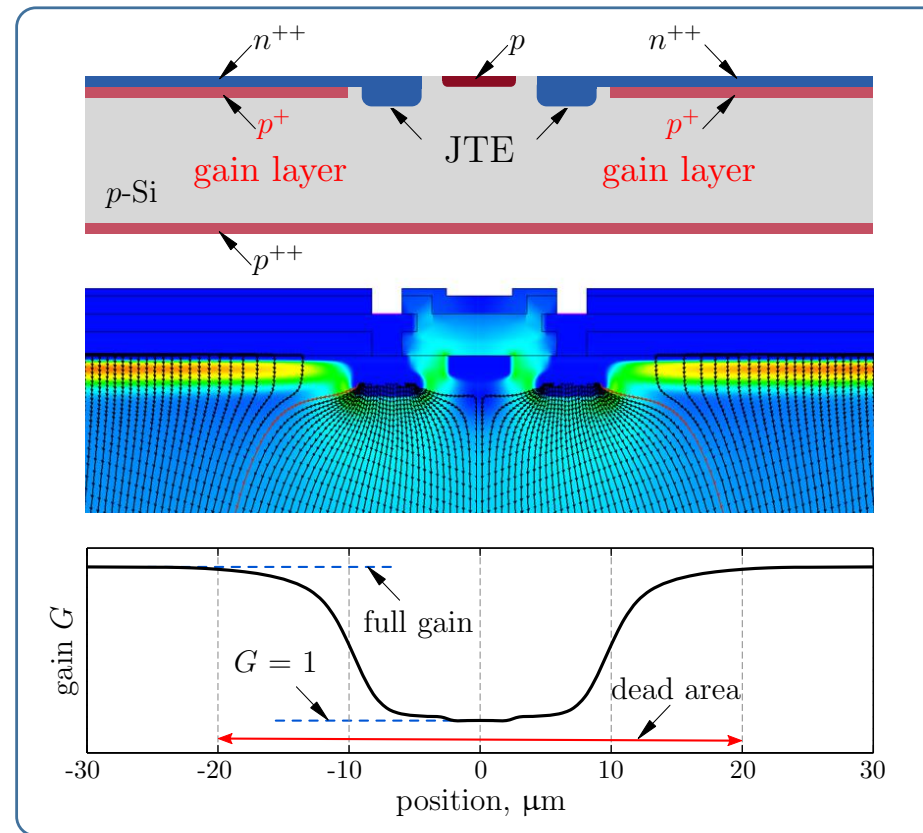 n++ p n++
p+ p+
JTE
gain layer gain layer
p-Si
p++
full gain
G = 1
dead area
gain G
-30 -20 -10 0 10 20 30
position, μm